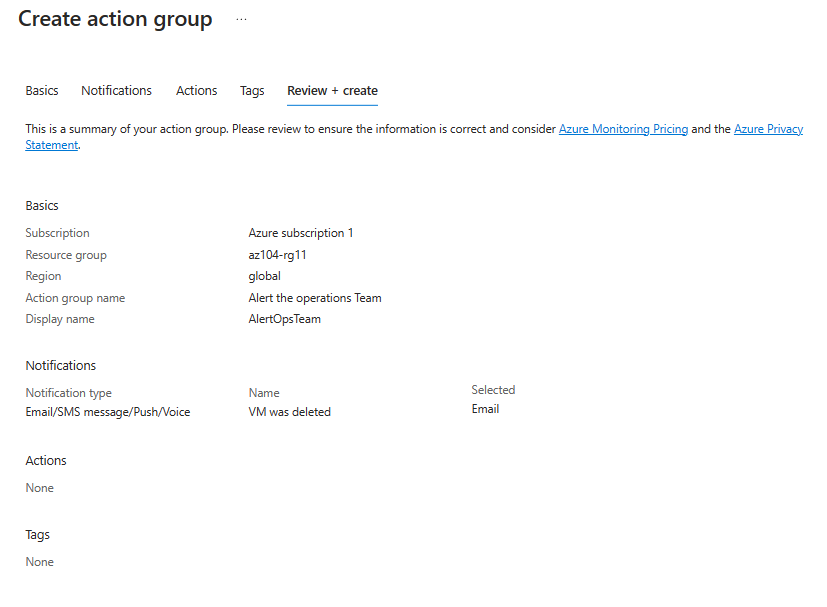 Create action group ...
Basics Notifications Actions Tags Review + create
This is a summary of your action group. Please review to ensure the information is correct and consider Azure Monitoring Pricing and the Azure Privacy
Statement.
Basics
Subscription Azure subscription 1
Resource group az104-rg11
Region global
Action group name Alert the operations Team
Display name AlertOpsTeam
Notifications
Notification type Name Selected
Email/SMS message/Push/Voice VM was deleted Email
Actions
None
Tags
None